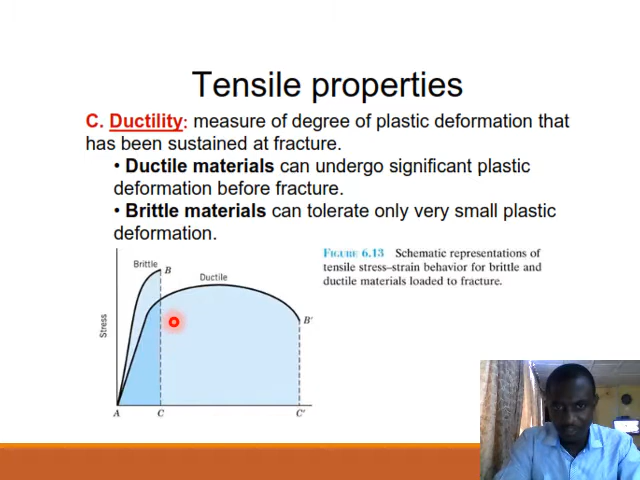 Tensile properties
C. Ductility: measure of degree of plastic deformation that
has been sustained at fracture.
• Ductile materials can undergo significant plastic
deformation before fracture.
• Brittle materials can tolerate only very small plastic
deformation.
FIGURE 6.13 Schematic representations of
tensile stress–strain behavior for brittle and
ductile materials loaded to fracture.
Brittle
B
Ductile
Stress
B′
A
C
C′